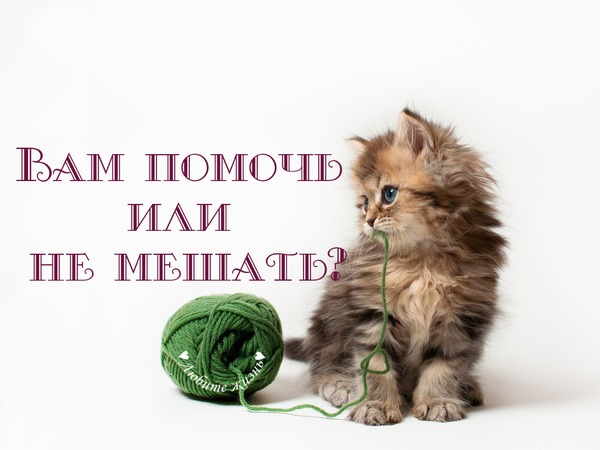 Вам помочь
или
не мешать?
Любите жизнь